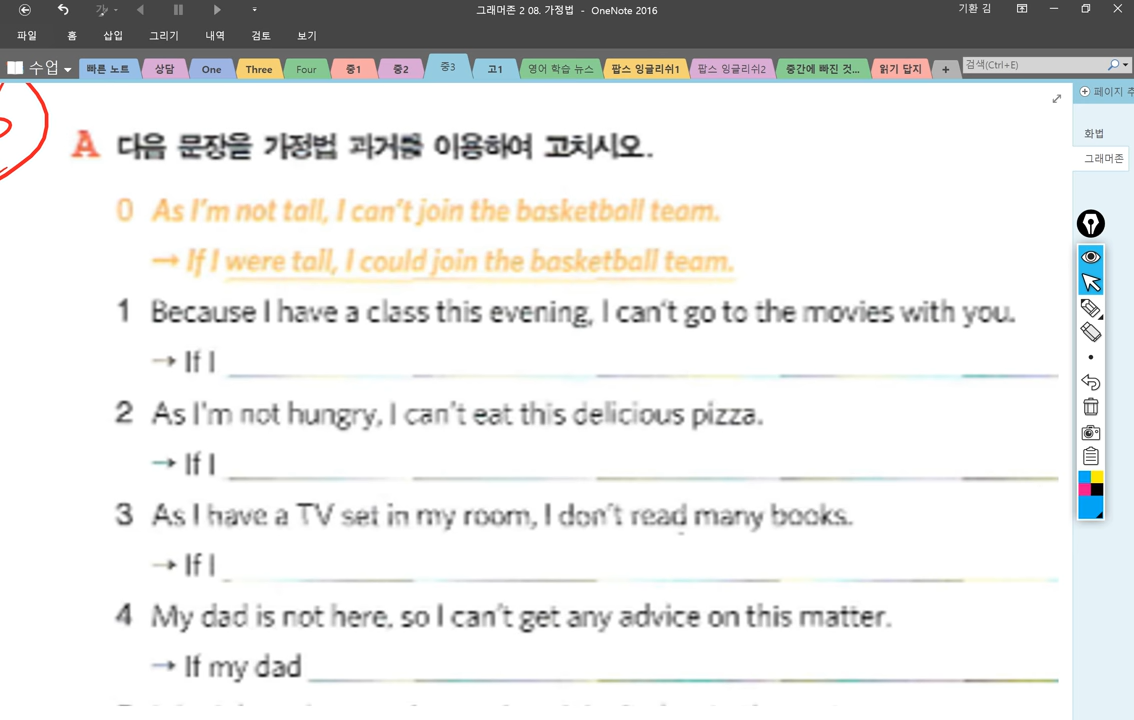 그래머존 2 08. 가정법 - OneNote 2016
기환 김
파일 홈 삽입 그리기 내역 검토 보기
수업 빠른 노트 상담 One Three Four 중1 중2 중3 고1 영어 학습 뉴스 팝스 잉글리쉬1 팝스 잉글리쉬2 중간에 빠진 것... 읽기 답지 + 검색(Ctrl+E)
페이지 추
화법
그래머존
A 다음 문장을 가정법 과거를 이용하여 고치시오.
0 As I'm not tall, I can't join the basketball team.
→ If I were tall, I could join the basketball team.
1 Because I have a class this evening, I can't go to the movies with you.
→ If I
2 As I'm not hungry, I can't eat this delicious pizza.
→ If I
3 As I have a TV set in my room, I don't read many books.
→ If I
4 My dad is not here, so I can't get any advice on this matter.
→ If my dad